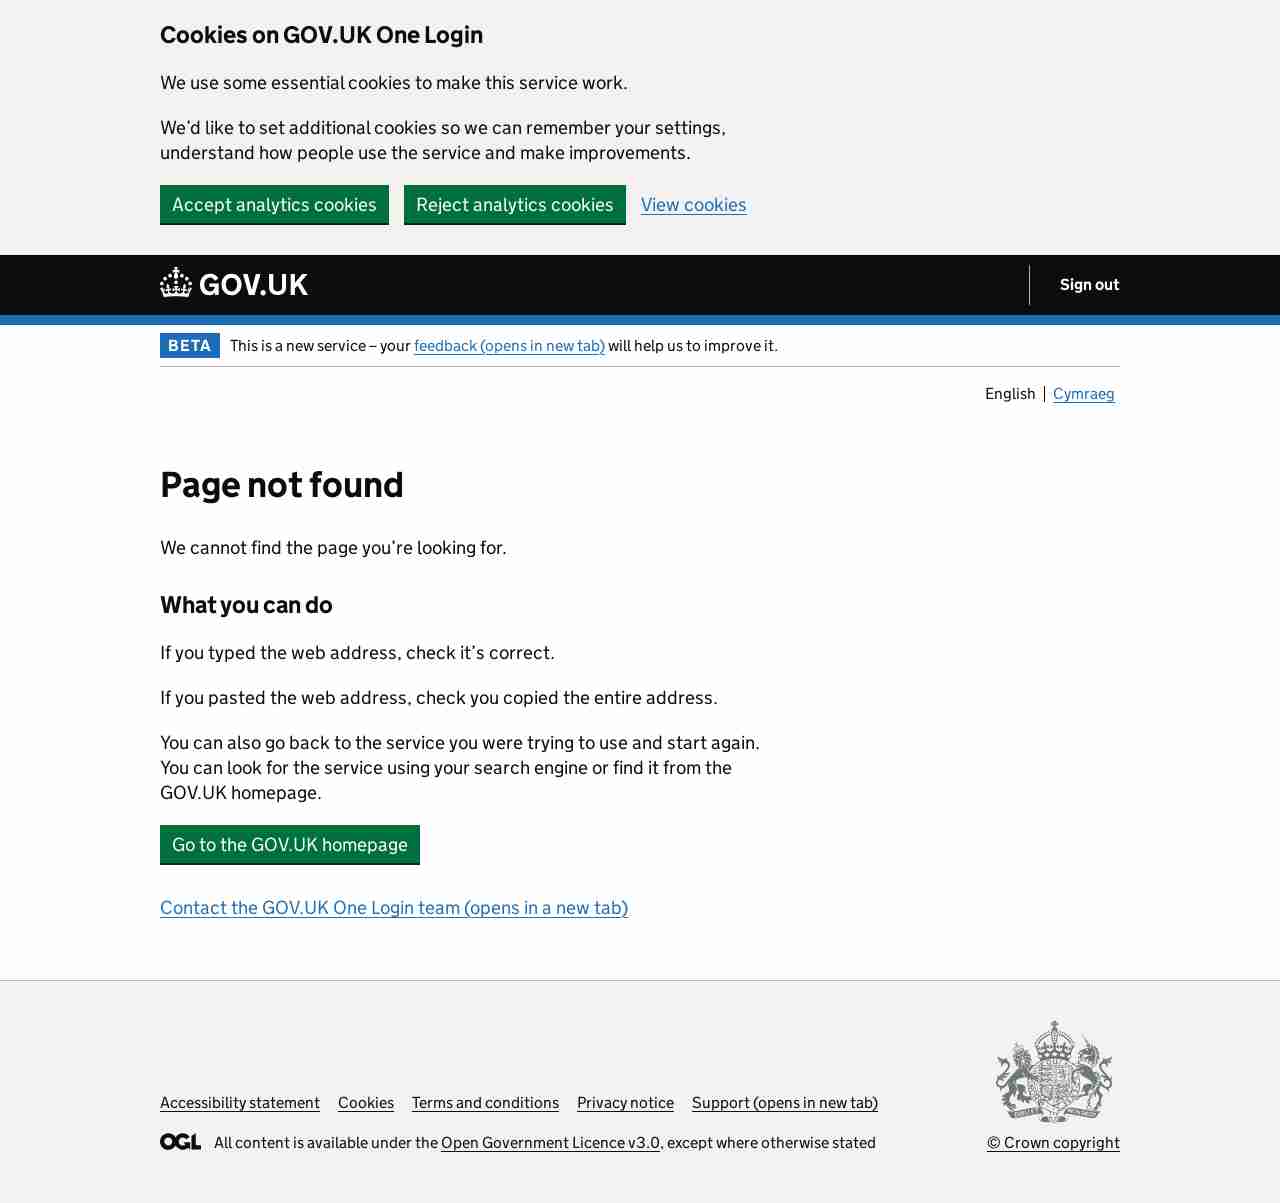 Cookies on GOV.UK One Login
We use some essential cookies to make this service work.
We’d like to set additional cookies so we can remember your settings,
understand how people use the service and make improvements.
Accept analytics cookies
Reject analytics cookies
View cookies
GOV.UK
Sign out
BETA
This is a new service – your feedback (opens in new tab) will help us to improve it.
English
Cymraeg
Page not found
We cannot find the page you’re looking for.
What you can do
If you typed the web address, check it’s correct.
If you pasted the web address, check you copied the entire address.
You can also go back to the service you were trying to use and start again.
You can look for the service using your search engine or find it from the
GOV.UK homepage.
Go to the GOV.UK homepage
Contact the GOV.UK One Login team (opens in a new tab)
Accessibility statement
Cookies
Terms and conditions
Privacy notice
Support (opens in new tab)
OGL
All content is available under the Open Government Licence v3.0, except where otherwise stated
© Crown copyright